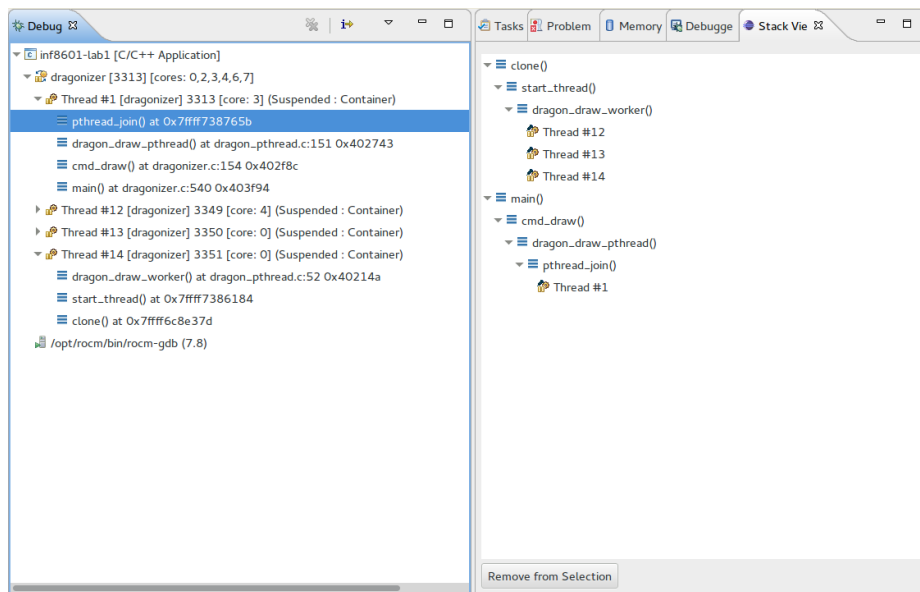 Debug
inf8601-lab1 [C/C++ Application]
dragonizer [3313] [cores: 0,2,3,4,6,7]
Thread #1 [dragonizer] 3313 [core: 3] (Suspended : Container)
pthread_join() at 0x7ffff738765b
dragon_draw_pthread() at dragon_pthread.c:151 0x402743
cmd_draw() at dragonizer.c:154 0x402f8c
main() at dragonizer.c:540 0x403f94
Thread #12 [dragonizer] 3349 [core: 4] (Suspended : Container)
Thread #13 [dragonizer] 3350 [core: 0] (Suspended : Container)
Thread #14 [dragonizer] 3351 [core: 0] (Suspended : Container)
dragon_draw_worker() at dragon_pthread.c:52 0x40214a
start_thread() at 0x7ffff7386184
clone() at 0x7ffff6c8e37d
/opt/rocm/bin/rocm-gdb (7.8)
Tasks Problem Memory Debugge Stack Vie
clone()
start_thread()
dragon_draw_worker()
Thread #12
Thread #13
Thread #14
main()
cmd_draw()
dragon_draw_pthread()
pthread_join()
Thread #1
Remove from Selection